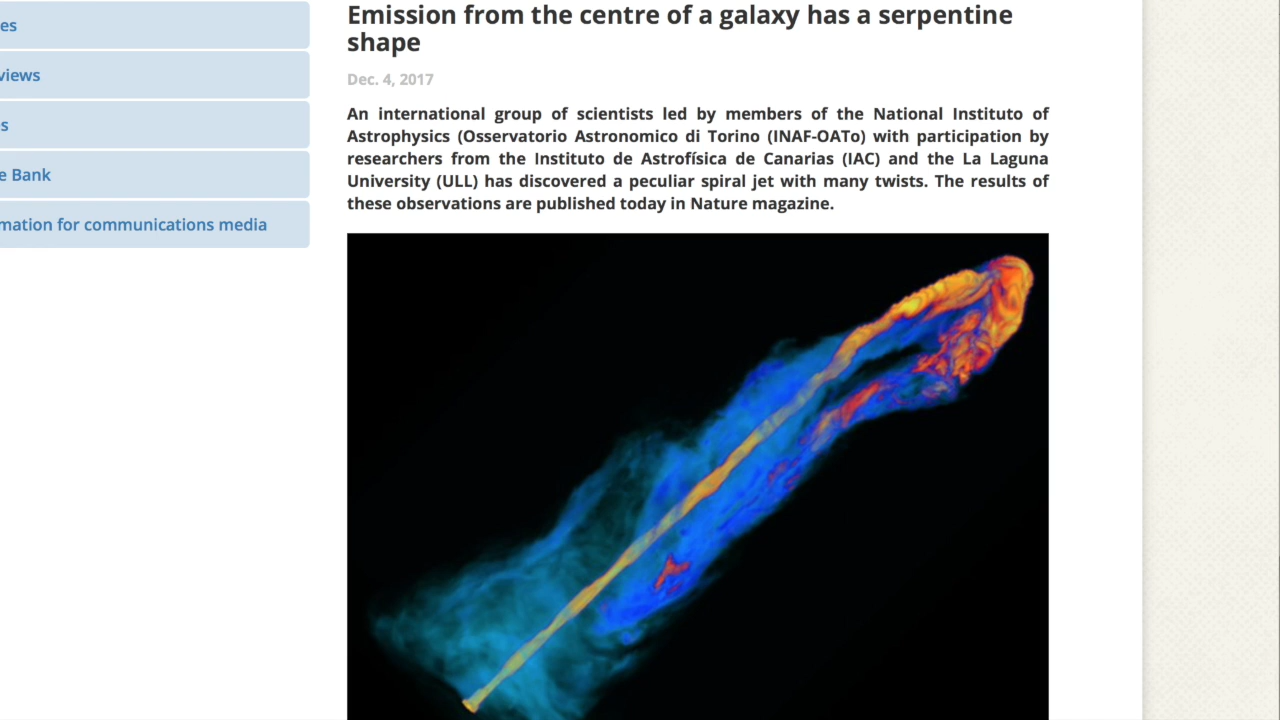 es
views
s
e Bank
mation for communications media
Emission from the centre of a galaxy has a serpentine
shape
Dec. 4, 2017
An international group of scientists led by members of the National Instituto of
Astrophysics (Osservatorio Astronomico di Torino (INAF-OATo) with participation by
researchers from the Instituto de Astrofísica de Canarias (IAC) and the La Laguna
University (ULL) has discovered a peculiar spiral jet with many twists. The results of
these observations are published today in Nature magazine.